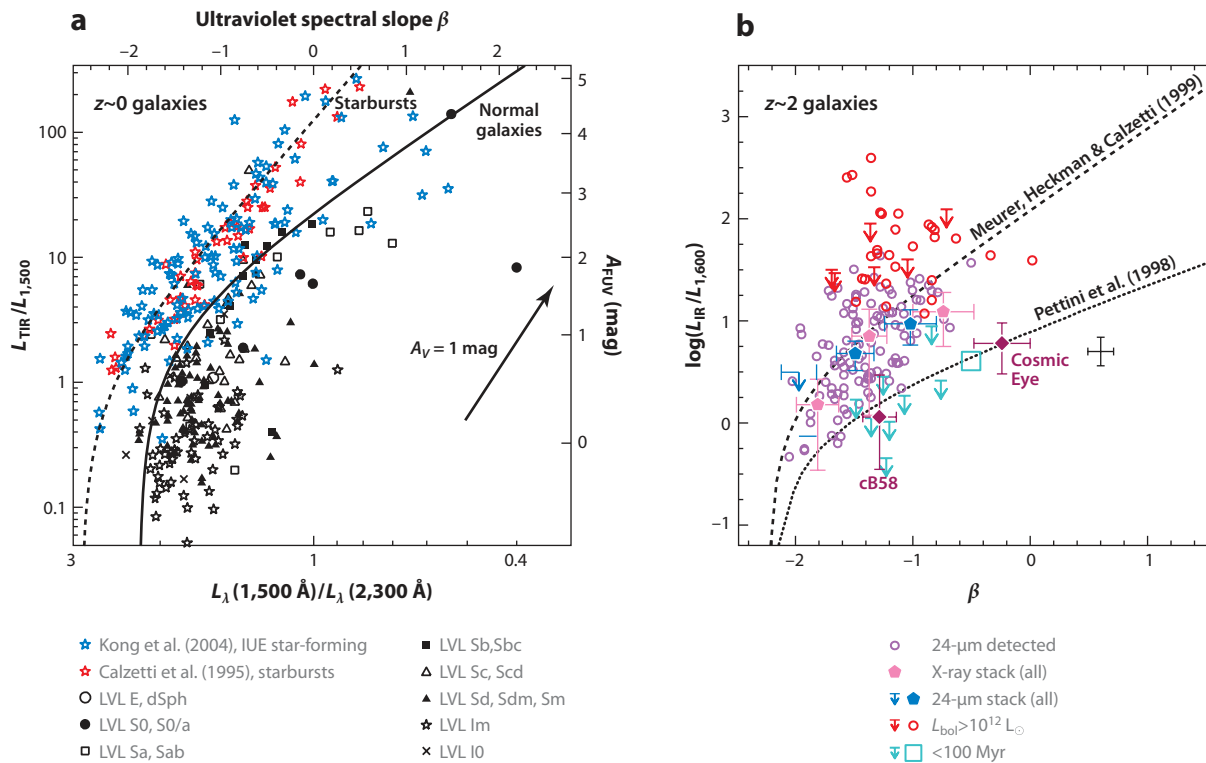 a
Ultraviolet spectral slope β
−2 −1 0 1 2
z~0 galaxies
Starbursts
Normal
galaxies
100
10
1
0.1
L_TIR/L_1,500
5
4
3
2
1
0
A_FUV (mag)
A_V = 1 mag
3 1 0.4
L_λ (1,500 Å)/L_λ (2,300 Å)
Kong et al. (2004), IUE star-forming
Calzetti et al. (1995), starbursts
LVL E, dSph
LVL S0, S0/a
LVL Sa, Sab
LVL Sb,Sbc
LVL Sc, Scd
LVL Sd, Sdm, Sm
LVL Im
LVL I0
b
z~2 galaxies
Meurer, Heckman & Calzetti (1999)
Pettini et al. (1998)
3
2
1
0
−1
log(L_IR/L_1,600)
Cosmic
Eye
cB58
−2 −1 0 1
β
24-μm detected
X-ray stack (all)
24-μm stack (all)
L_bol>10^12 L_☉
<100 Myr